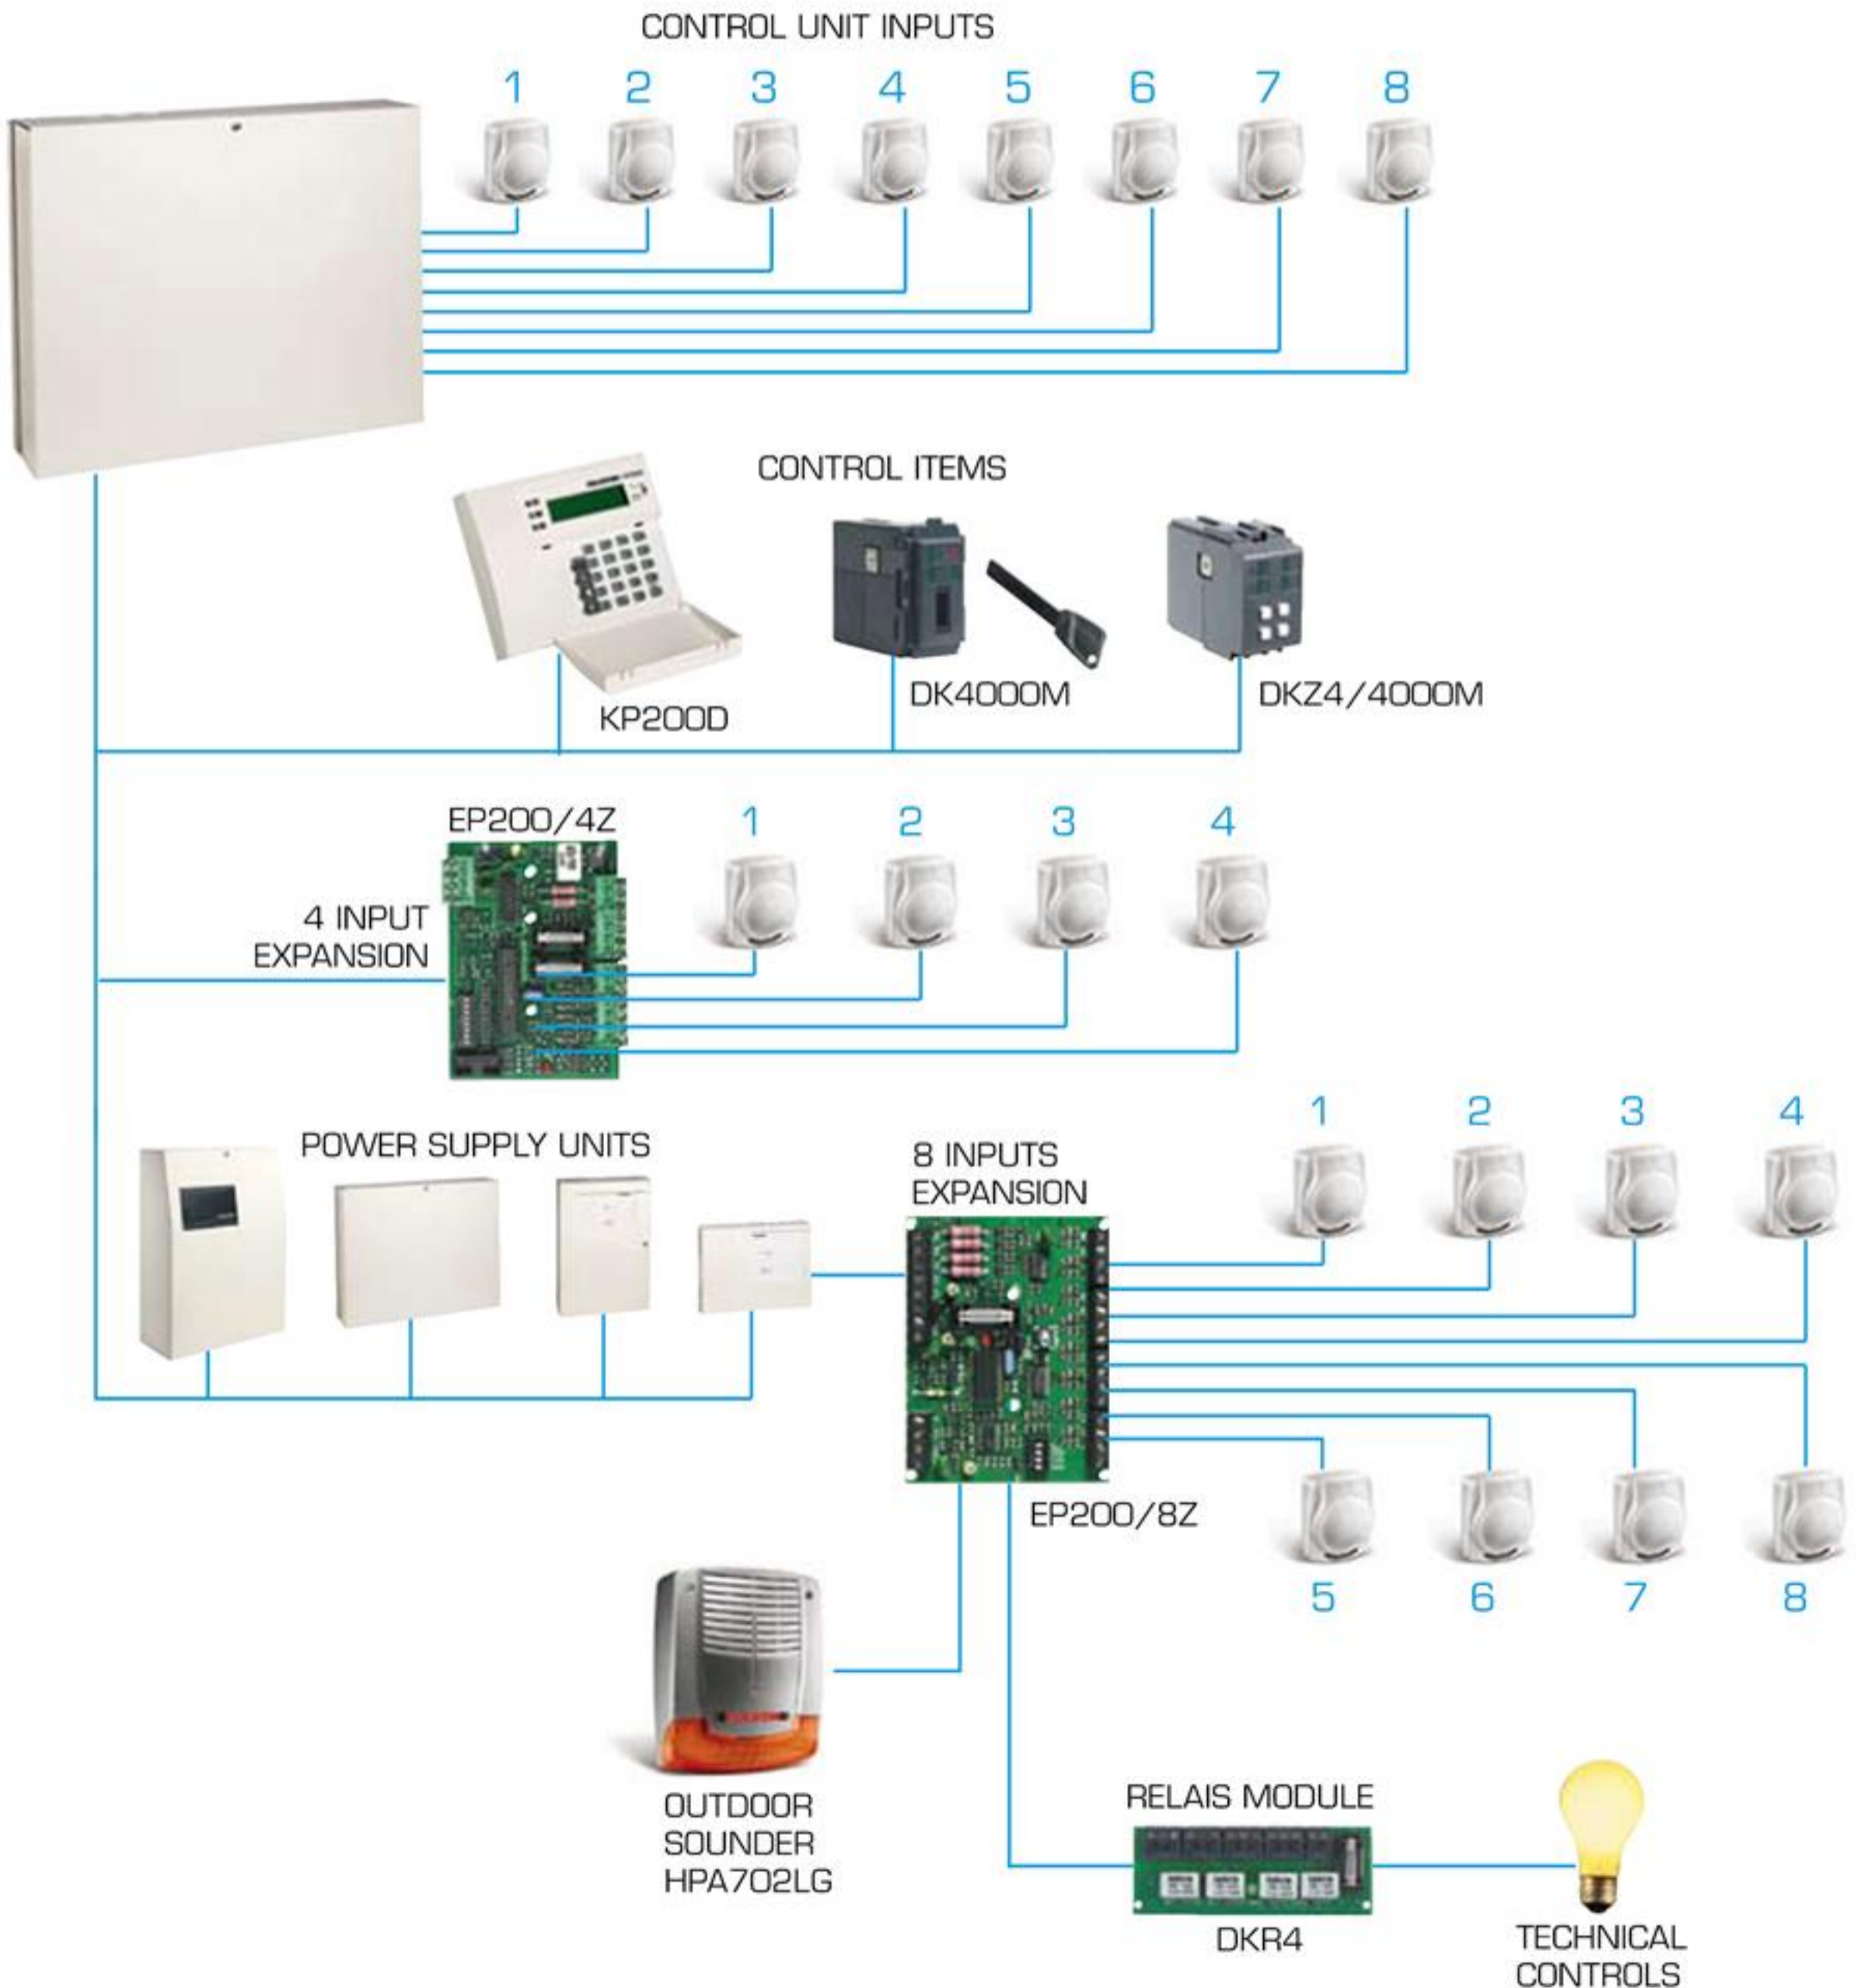 CONTROL UNIT INPUTS
1 2 3 4 5 6 7 8
CONTROL ITEMS
KP200D
DK4000M
DKZ4/4000M
EP200/4Z
1 2 3 4
4 INPUT
EXPANSION
POWER SUPPLY UNITS
8 INPUTS
EXPANSION
1 2 3 4
EP200/8Z
5 6 7 8
OUTDOOR
SOUNDER
HPA702LG
RELAIS MODULE
DKR4
TECHNICAL
CONTROLS